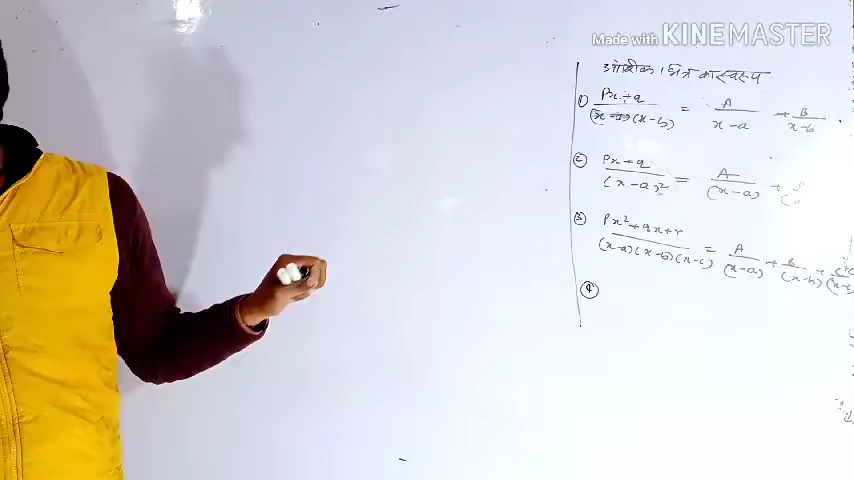 Made with KINEMASTER
आंशिक भिन्न का स्वरूप
① Px+q / (x-a)(x-b) = A / x-a + B / x-b
② Px+q / (x-a)² = A / (x-a) +
③ Px²+qx+r / (x-a)(x-b)(x-c) = A / (x-a) + B / (x-b) + C / (x-c)
④